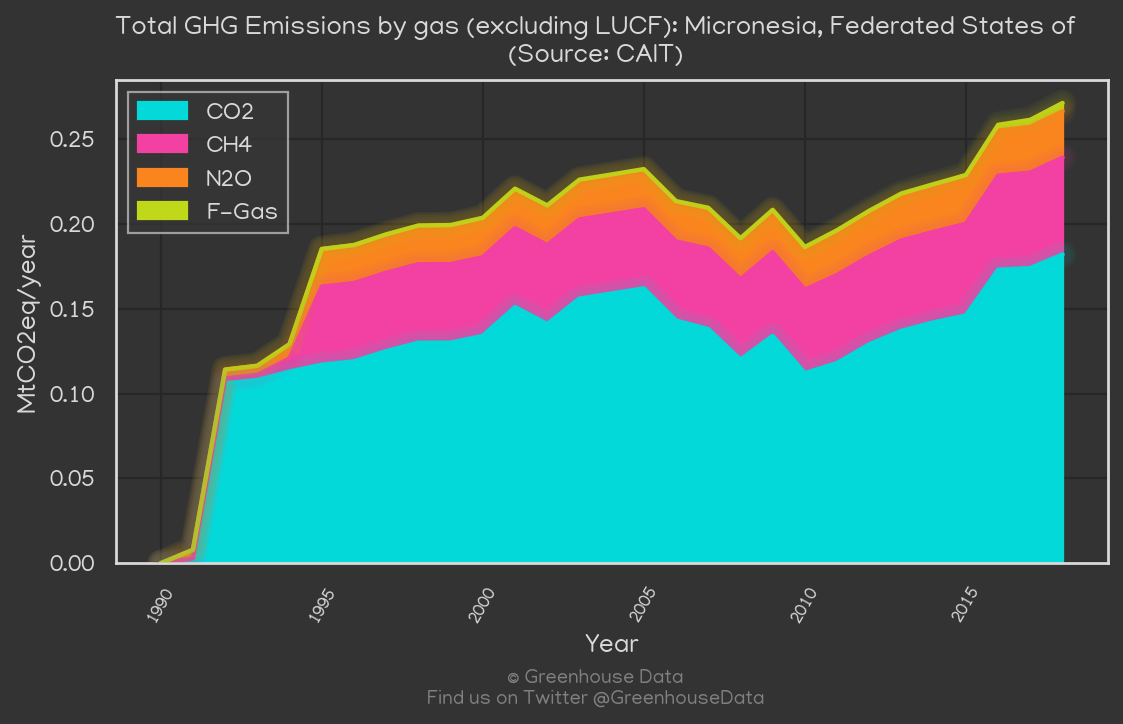 Total GHG Emissions by gas (excluding LUCF): Micronesia, Federated States of
(Source: CAIT)
CO2
CH4
N2O
F-Gas
0.25
0.20
0.15
0.10
0.05
0.00
MtCO2eq/year
1990
1995
2000
2005
2010
2015
Year
© Greenhouse Data
Find us on Twitter @GreenhouseData